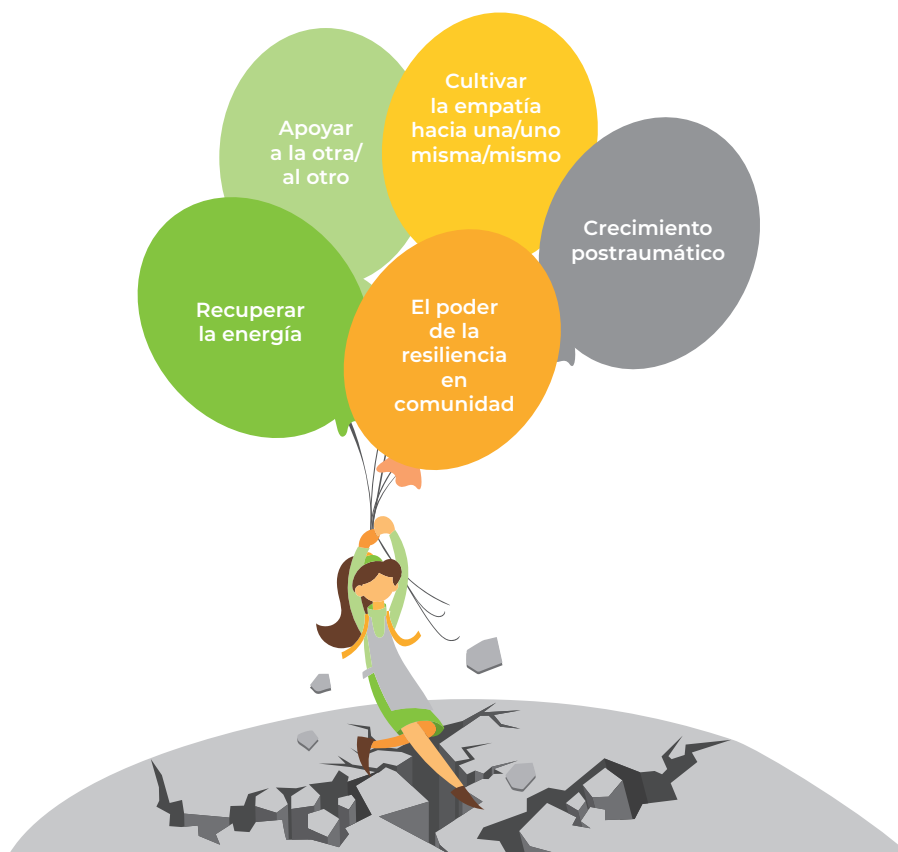 Cultivar
la empatía
hacia una/uno
misma/mismo
Apoyar
a la otra/
al otro
Crecimiento
postraumático
Recuperar
la energía
El poder
de la
resiliencia
en
comunidad